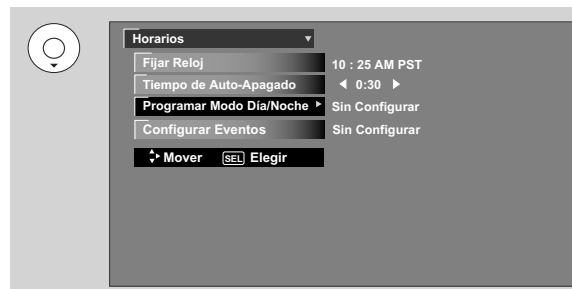 Horarios
Fijar Reloj 10 : 25 AM PST
Tiempo de Auto-Apagado 0:30
Programar Modo Día/Noche Sin Configurar
Configurar Eventos Sin Configurar
Mover SEL Elegir